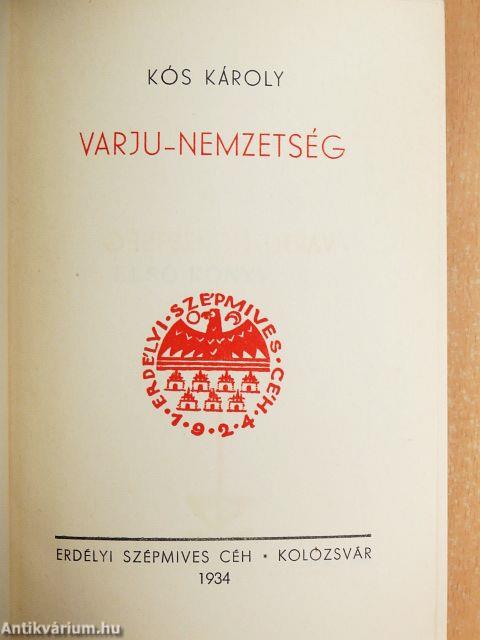 KÓS KÁROLY
VARJU-NEMZETSÉG
ERDÉLYI · SZÉPMIVES · CÉH · 1924
ERDÉLYI SZÉPMIVES CÉH • KOLOZSVÁR
1934
Antikvárium.hu